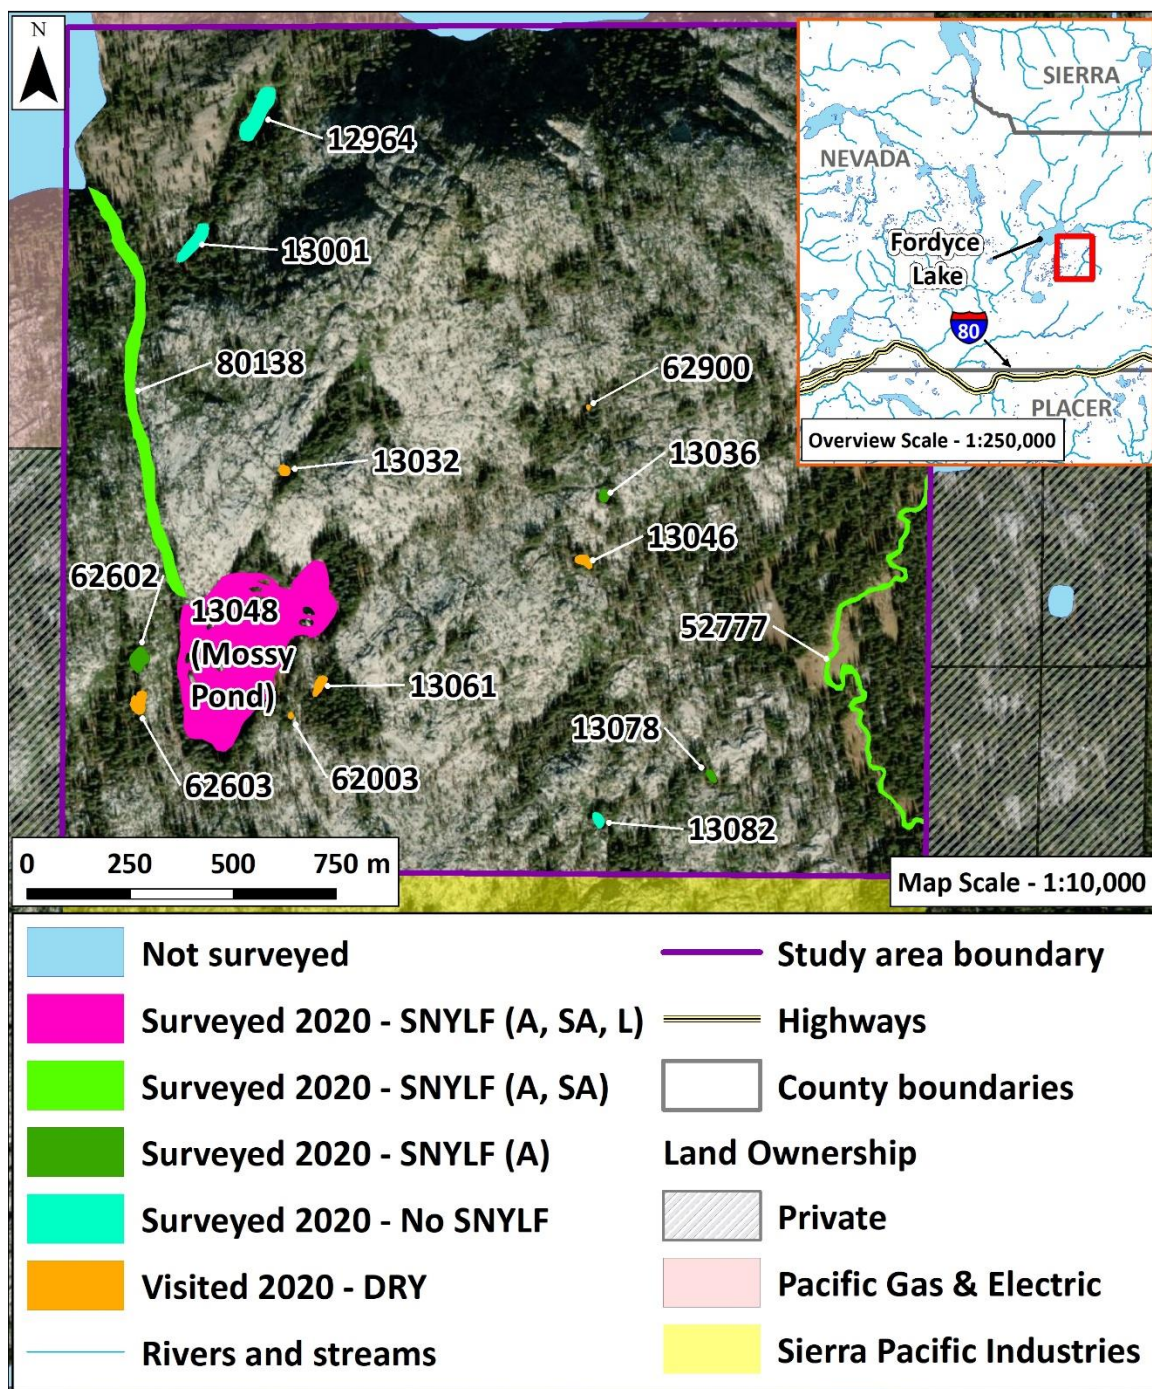 N
12964
13001
80138
62900
13032
13036
13046
62602
13048
(Mossy
Pond)
52777
13061
13078
62603
62003
13082
0 250 500 750 m
Map Scale - 1:10,000
SIERRA
NEVADA
Fordyce
Lake
80
PLACER
Overview Scale - 1:250,000
Not surveyed
Surveyed 2020 - SNYLF (A, SA, L)
Surveyed 2020 - SNYLF (A, SA)
Surveyed 2020 - SNYLF (A)
Surveyed 2020 - No SNYLF
Visited 2020 - DRY
Rivers and streams
Study area boundary
Highways
County boundaries
Land Ownership
Private
Pacific Gas & Electric
Sierra Pacific Industries